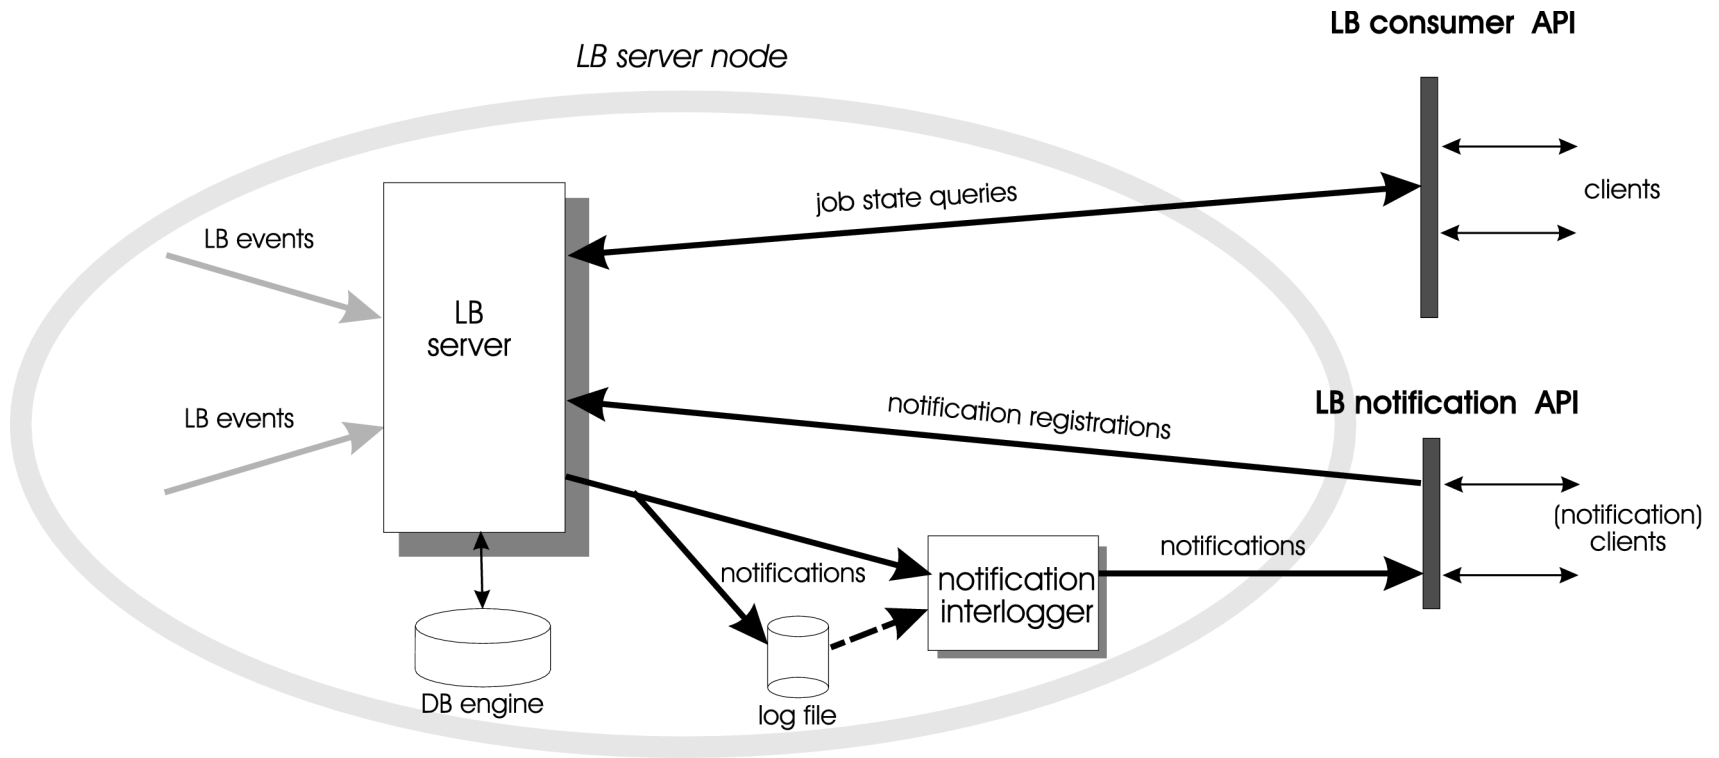 LB consumer API
LB server node
job state queries
clients
LB events
LB
server
LB notification API
notification registrations
LB events
(notification)
clients
notifications
notifications
notification
interlogger
DB engine
log file